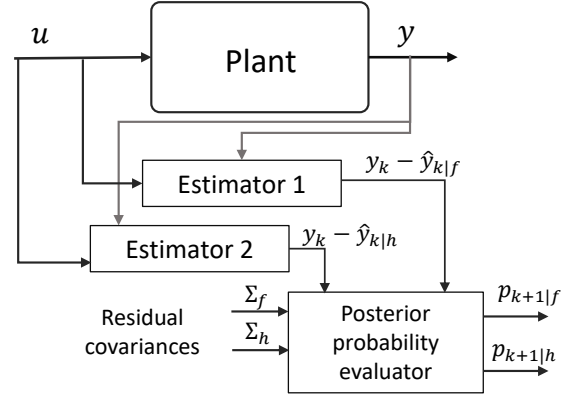 u
y
Plant
Estimator 1
y_k − ŷ_{k|f}
Estimator 2
y_k − ŷ_{k|h}
Σ_f
Σ_h
Residual
covariances
Posterior
probability
evaluator
p_{k+1|f}
p_{k+1|h}